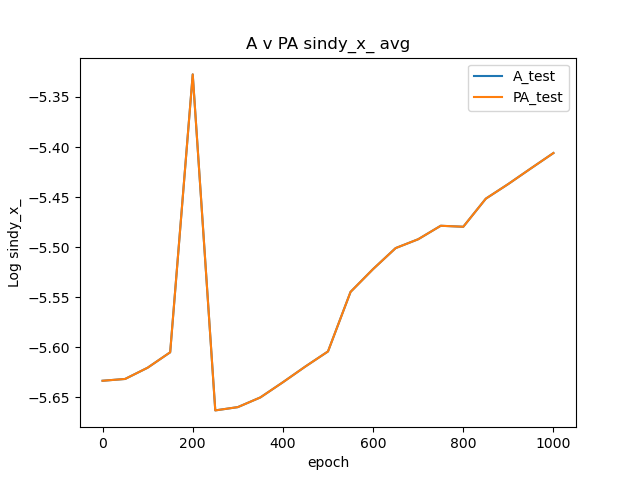 A v PA sindy_x_ avg
A_test
PA_test
Log sindy_x_
−5.35
−5.40
−5.45
−5.50
−5.55
−5.60
−5.65
0 200 400 600 800 1000
epoch